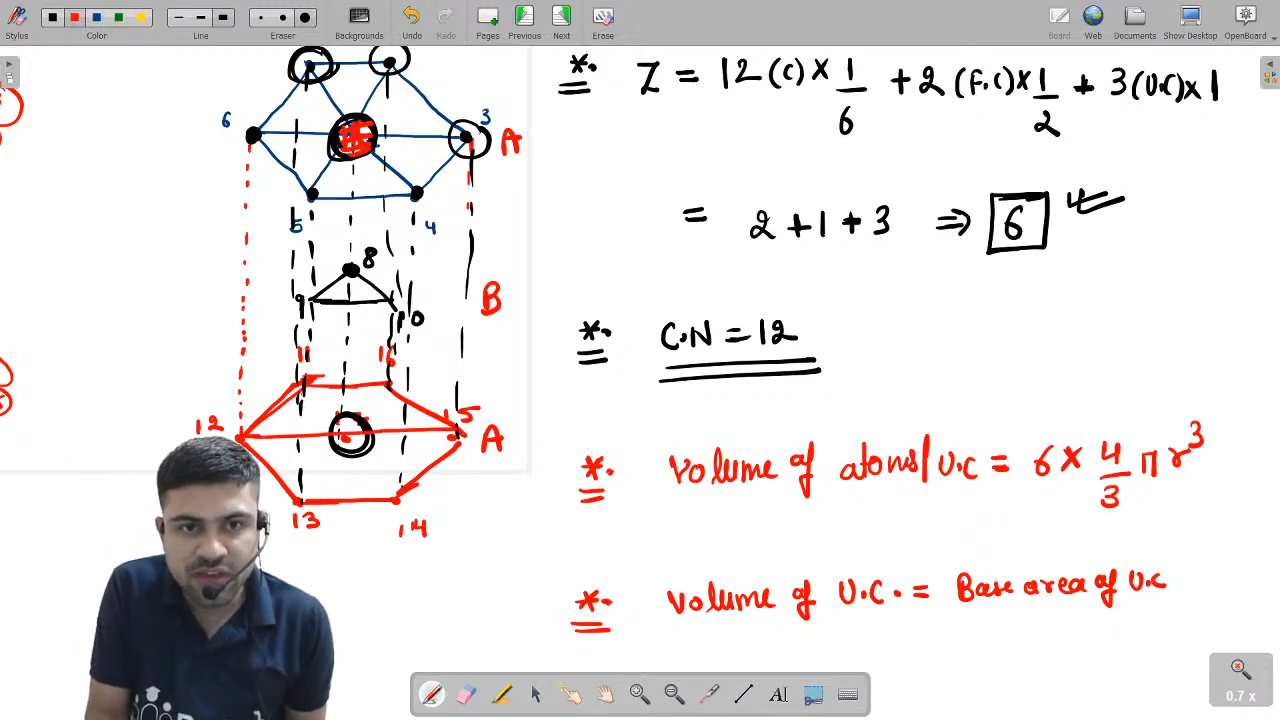 Stylus
Color
Line
Eraser
Backgrounds
Undo
Redo
Pages
Previous
Next
Erase
Board
Web
Documents
Show Desktop
OpenBoard
*. Z = 12(C) × 1/6 + 2(F.C) × 1/2 + 3(U.C) × 1
= 2 + 1 + 3 ⇒ 6
*. C.N = 12
*. Volume of atoms/U.C = 6 × 4/3 π r³
*. Volume of U.C. = Base area of U.C
6
3
A
5
4
8
9
10
B
11
16
12
15
A
13
14
0.7 x